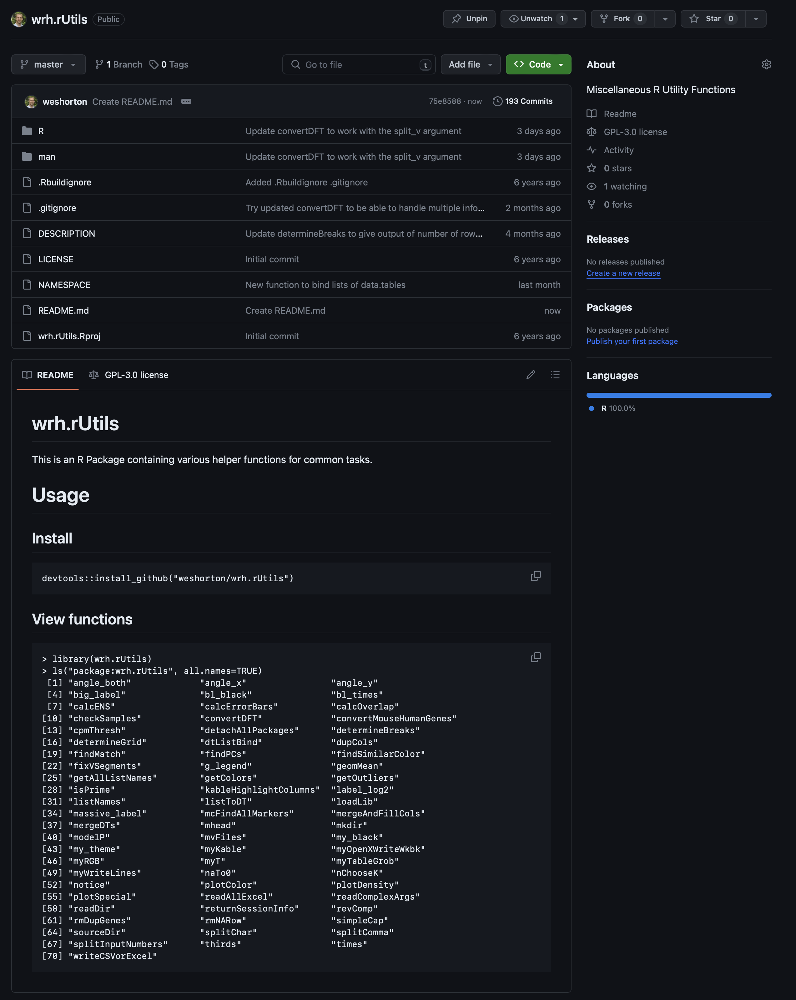 wrh.rUtils Public
Unpin Unwatch 1 Fork 0 Star 0
master 1 Branch 0 Tags Go to file t Add file Code
weshorton Create README.md 75e8588 · now 193 Commits
R Update convertDFT to work with the split_v argument 3 days ago
man Update convertDFT to work with the split_v argument 3 days ago
.Rbuildignore Added .Rbuildignore .gitignore 6 years ago
.gitignore Try updated convertDFT to be able to handle multiple info... 2 months ago
DESCRIPTION Update determineBreaks to give output of number of row... 4 months ago
LICENSE Initial commit 6 years ago
NAMESPACE New function to bind lists of data.tables last month
README.md Create README.md now
wrh.rUtils.Rproj Initial commit 6 years ago
README GPL-3.0 license
wrh.rUtils
This is an R Package containing various helper functions for common tasks.
Usage
Install
devtools::install_github("weshorton/wrh.rUtils")
View functions
> library(wrh.rUtils)
> ls("package:wrh.rUtils", all.names=TRUE)
[1] "angle_both" "angle_x" "angle_y"
[4] "big_label" "bl_black" "bl_times"
[7] "calcENS" "calcErrorBars" "calcOverlap"
[10] "checkSamples" "convertDFT" "convertMouseHumanGenes"
[13] "cpmThresh" "detachAllPackages" "determineBreaks"
[16] "determineGrid" "dtListBind" "dupCols"
[19] "findMatch" "findPCs" "findSimilarColor"
[22] "fixVSegments" "g_legend" "geomMean"
[25] "getAllListNames" "getColors" "getOutliers"
[28] "isPrime" "kableHighlightColumns" "label_log2"
[31] "listNames" "listToDT" "loadLib"
[34] "massive_label" "mcFindAllMarkers" "mergeAndFillCols"
[37] "mergeDTs" "mhead" "mkdir"
[40] "modelP" "mvFiles" "my_black"
[43] "my_theme" "myKable" "myOpenXWriteWkbk"
[46] "myRGB" "myT" "myTableGrob"
[49] "myWriteLines" "naTo0" "nChooseK"
[52] "notice" "plotColor" "plotDensity"
[55] "plotSpecial" "readAllExcel" "readComplexArgs"
[58] "readDir" "returnSessionInfo" "revComp"
[61] "rmDupGenes" "rmNARow" "simpleCap"
[64] "sourceDir" "splitChar" "splitComma"
[67] "splitInputNumbers" "thirds" "times"
[70] "writeCSVorExcel"
About
Miscellaneous R Utility Functions
Readme
GPL-3.0 license
Activity
0 stars
1 watching
0 forks
Releases
No releases published
Create a new release
Packages
No packages published
Publish your first package
Languages
R 100.0%